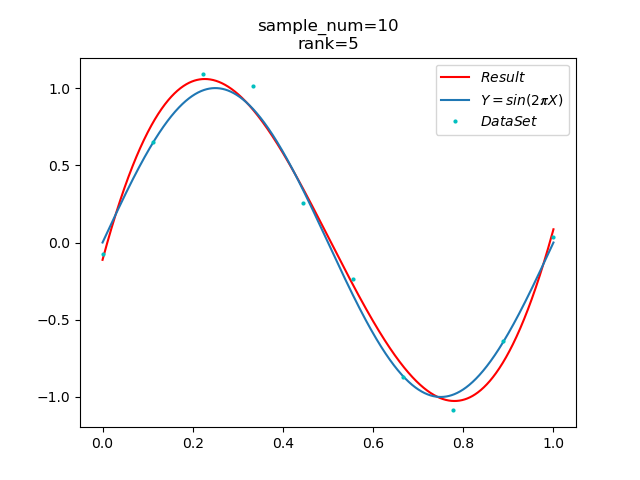 sample_num=10
rank=5
Result
Y = sin(2πX)
DataSet
1.0
0.5
0.0
−0.5
−1.0
0.0 0.2 0.4 0.6 0.8 1.0